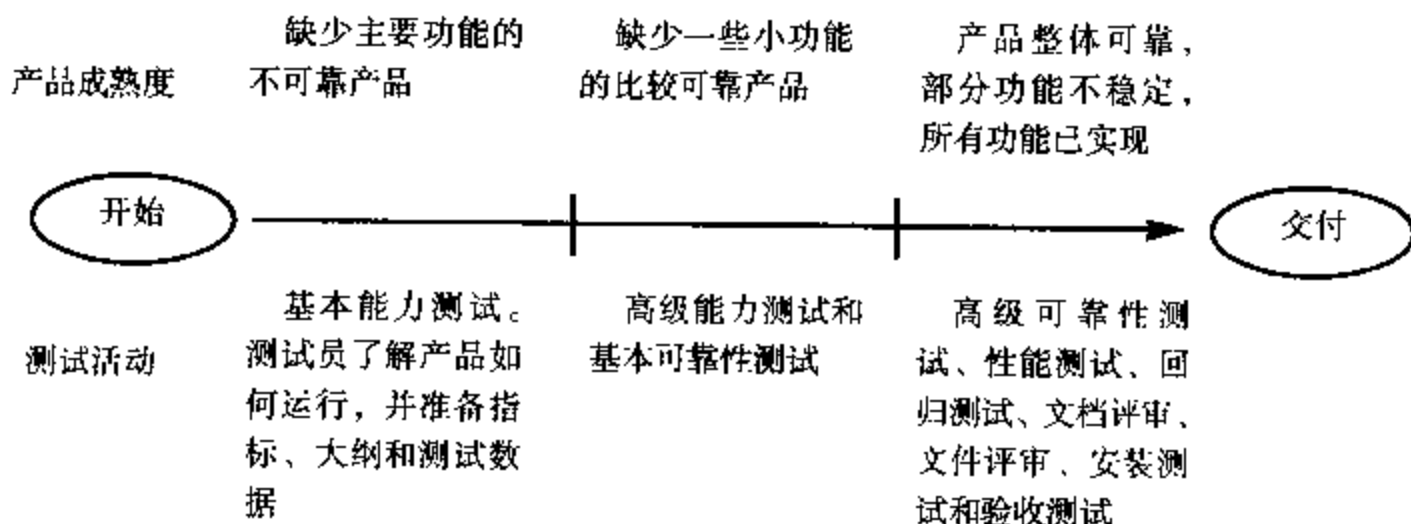 产品成熟度
缺少主要功能的
不可靠产品
缺少一些小功能
的比较可靠产品
产品整体可靠，
部分功能不稳定，
所有功能已实现
开始
交付
测试活动
基本能力测试。
测试员了解产品如
何运行，并准备指
标、大纲和测试数
据
高级能力测试和
基本可靠性测试
高级可靠性测
试、性能测试、回
归测试、文档评审、
文件评审、安装测
试和验收测试